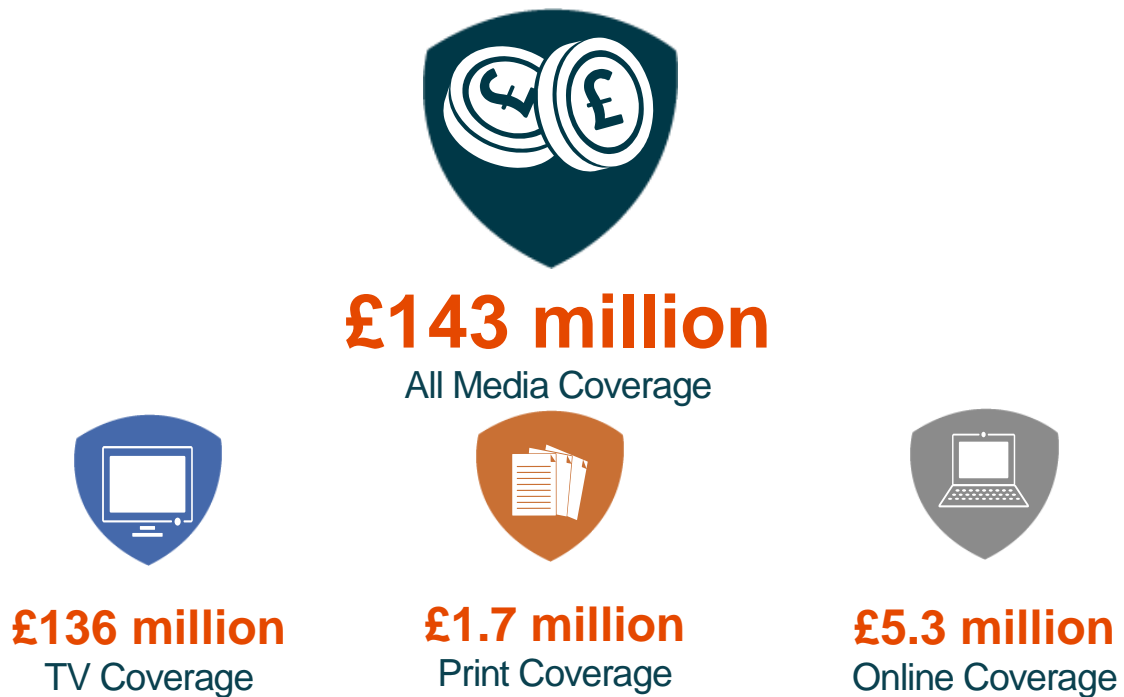 £ £
£143 million
All Media Coverage
£136 million
TV Coverage
£1.7 million
Print Coverage
£5.3 million
Online Coverage